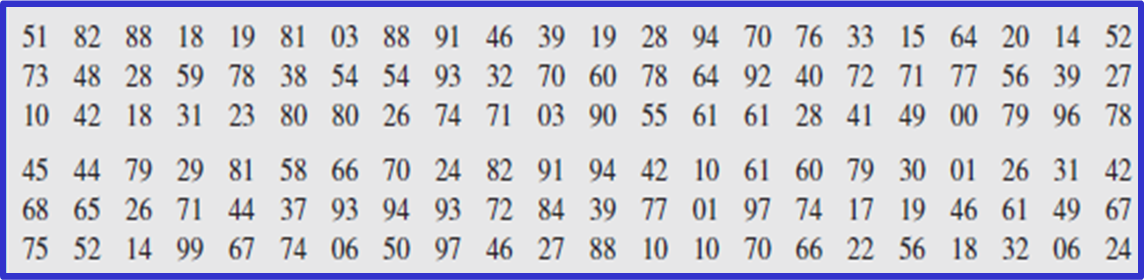 51 82 88 18 19 81 03 88 91 46 39 19 28 94 70 76 33 15 64 20 14 52
73 48 28 59 78 38 54 54 93 32 70 60 78 64 92 40 72 71 77 56 39 27
10 42 18 31 23 80 80 26 74 71 03 90 55 61 61 28 41 49 00 79 96 78
45 44 79 29 81 58 66 70 24 82 91 94 42 10 61 60 79 30 01 26 31 42
68 65 26 71 44 37 93 94 93 72 84 39 77 01 97 74 17 19 46 61 49 67
75 52 14 99 67 74 06 50 97 46 27 88 10 10 70 66 22 56 18 32 06 24